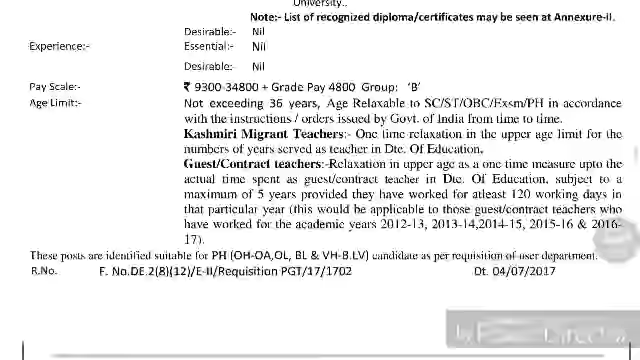 University..
Note:- List of recognized diploma/certificates may be seen at Annexure-II.
Desirable:- Nil
Experience:- Essential:- Nil
Desirable:- Nil
Pay Scale:- ₹ 9300-34800 + Grade Pay 4800 Group: 'B'
Age Limit:- Not exceeding 36 years, Age Relaxable to SC/ST/OBC/Exsm/PH in accordance
with the instructions / orders issued by Govt. of India from time to time.
Kashmiri Migrant Teachers:- One time relaxation in the upper age limit for the
numbers of years served as teacher in Dte. Of Education.
Guest/Contract teachers:-Relaxation in upper age as a one time measure upto the
actual time spent as guest/contract teacher in Dte. Of Education, subject to a
maximum of 5 years provided they have worked for atleast 120 working days in
that particular year (this would be applicable to those guest/contract teachers who
have worked for the academic years 2012-13, 2013-14,2014-15, 2015-16 & 2016-
17).
These posts are identified suitable for PH (OH-OA,OL, BL & VH-B.LV) candidate as per requisition of user department.
R.No. F. No.DE.2(8)(12)/E-II/Requisition PGT/17/1702 Dt. 04/07/2017
by